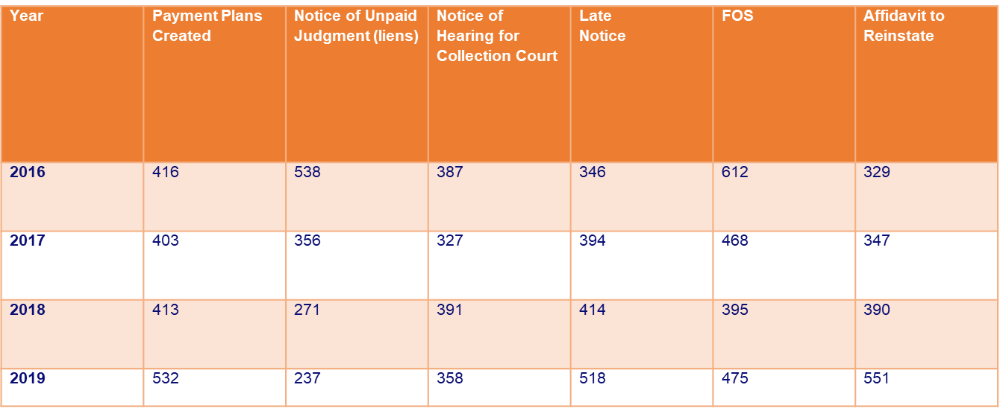 Year Payment Plans Notice of Unpaid Notice of Late FOS Affidavit to
Created Judgment (liens) Hearing for Notice Reinstate
Collection Court
2016 416 538 387 346 612 329
2017 403 356 327 394 468 347
2018 413 271 391 414 395 390
2019 532 237 358 518 475 551